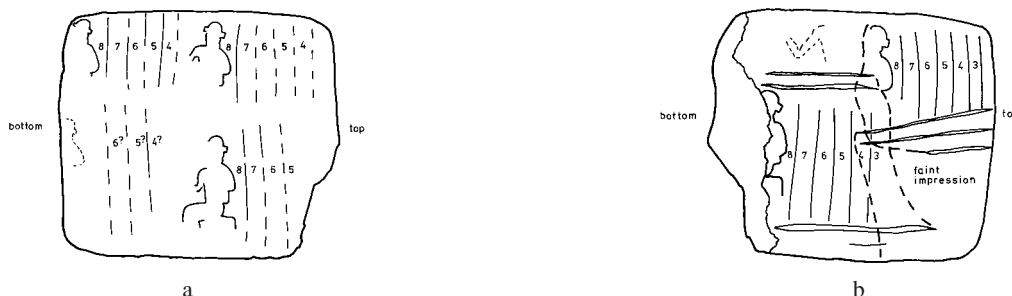 8 7 6 5 4
8 7 6 5 4
bottom
top
6? 5? 4?
8 7 6 5
a
8 7 6 5 4 3
bottom
to
8 7 6 5 4 3
faint
impression
b